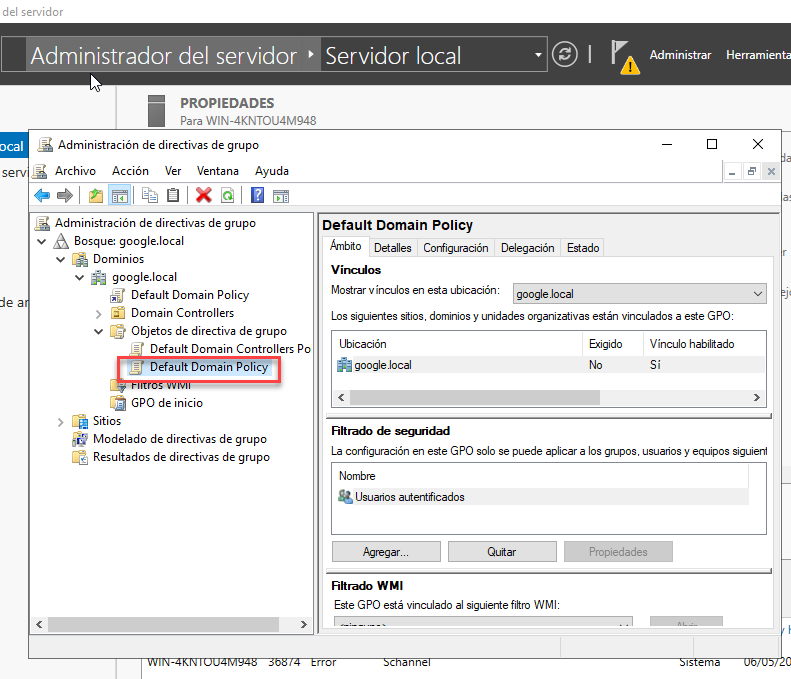 del servidor
Administrador del servidor Servidor local
Administrar Herramienta
PROPIEDADES
Para WIN-4KNTOU4M948
ocal
servi
de ar
Administración de directivas de grupo
Archivo Acción Ver Ventana Ayuda
Administración de directivas de grupo
Bosque: google.local
Dominios
google.local
Default Domain Policy
Domain Controllers
Objetos de directiva de grupo
Default Domain Controllers Po
Default Domain Policy
Filtros WMI
GPO de inicio
Sitios
Modelado de directivas de grupo
Resultados de directivas de grupo
Default Domain Policy
Ámbito Detalles Configuración Delegación Estado
Vínculos
Mostrar vínculos en esta ubicación: google.local
Los siguientes sitios, dominios y unidades organizativas están vinculados a este GPO:
Ubicación Exigido Vínculo habilitado
google.local No Sí
Filtrado de seguridad
La configuración en este GPO solo se puede aplicar a los grupos, usuarios y equipos siguient
Nombre
Usuarios autentificados
Agregar... Quitar Propiedades
Filtrado WMI
Este GPO está vinculado al siguiente filtro WMI:
<ninguno> Abrir
WIN-4KNTOU4M948 36874 Error Schannel Sistema 06/05/20